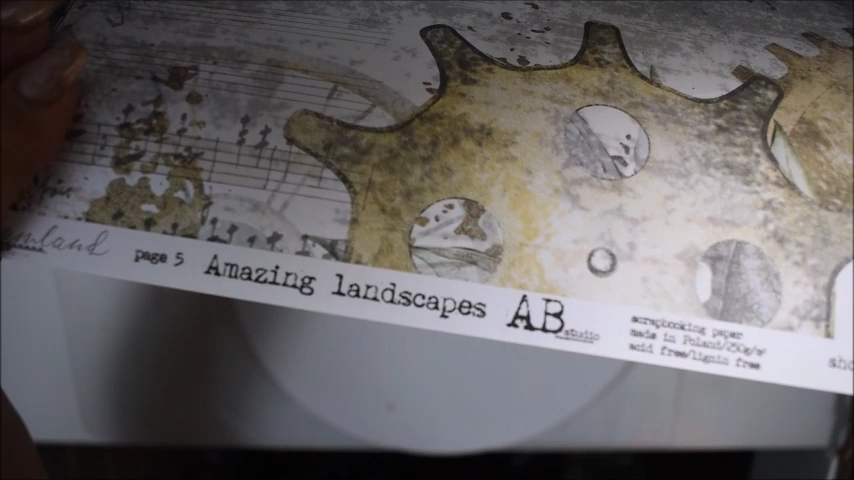 page 5
Amazing landscapes
AB studio
scrapbooking paper
made in Poland/250g/m²
acid free/lignin free